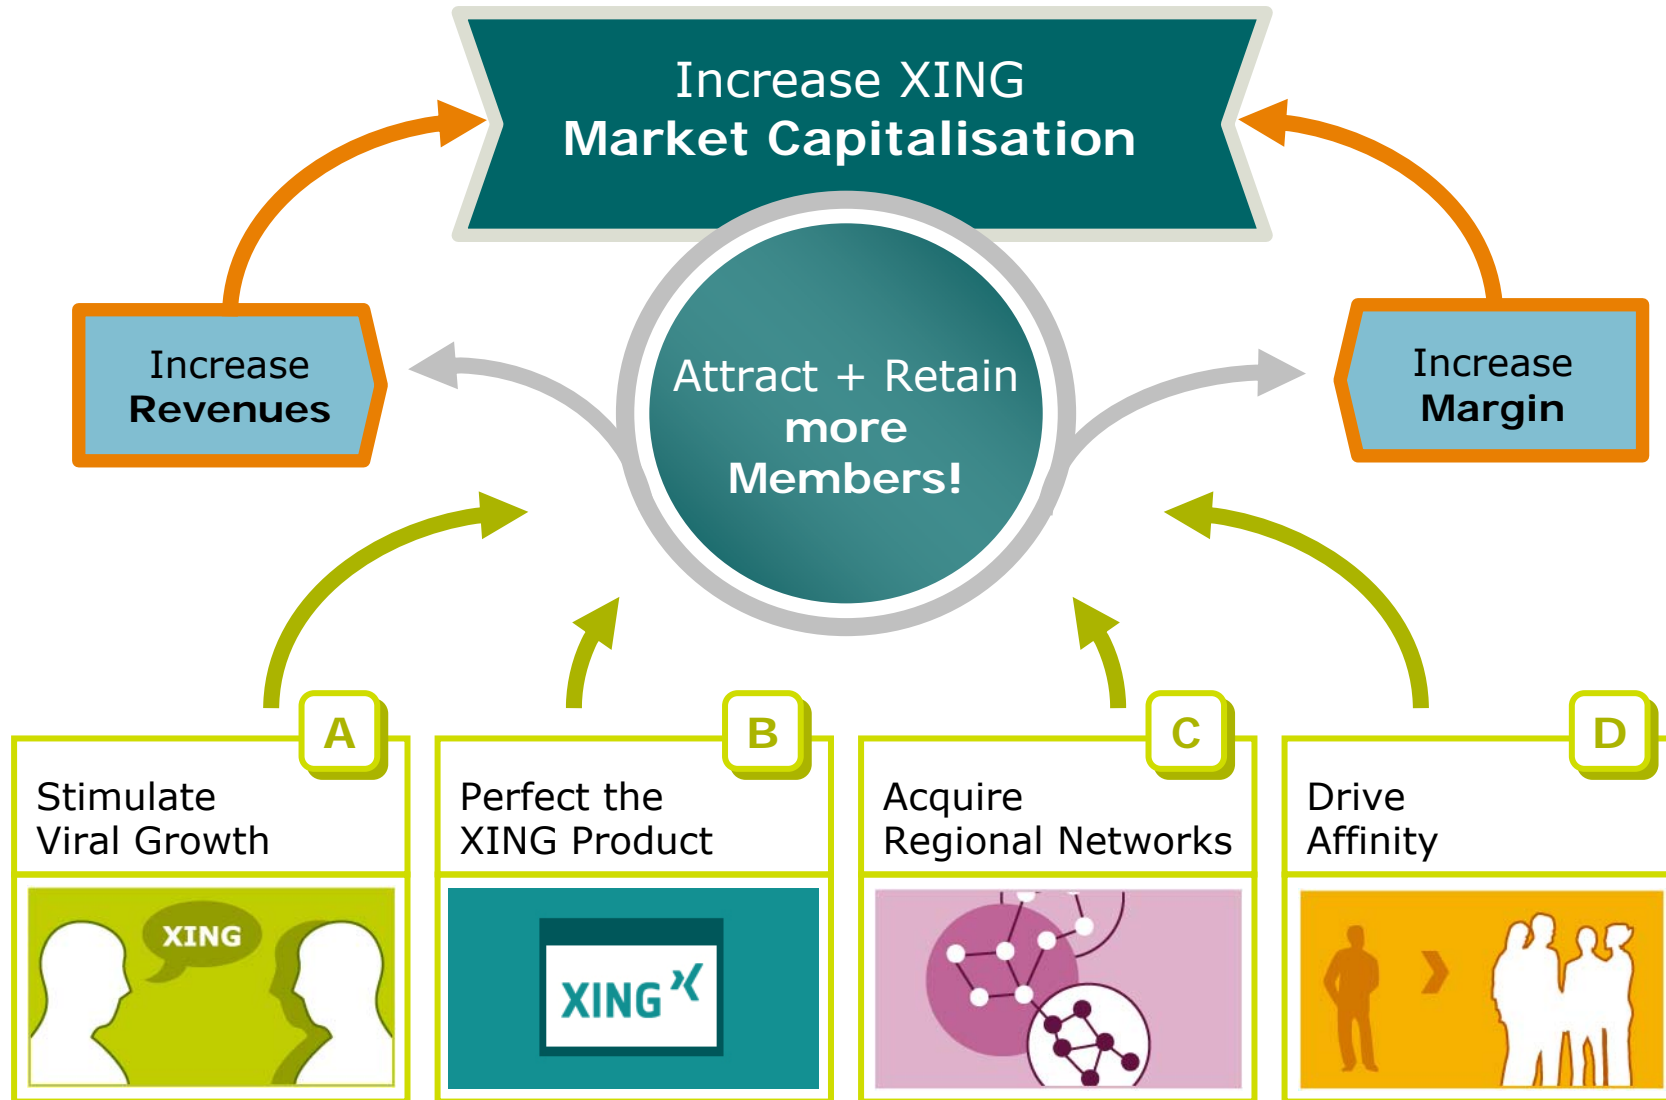 Increase XING
Market Capitalisation
Increase
Revenues
Attract + Retain
more
Members!
Increase
Margin
A
Stimulate
Viral Growth
XING
B
Perfect the
XING Product
XING
C
Acquire
Regional Networks
D
Drive
Affinity